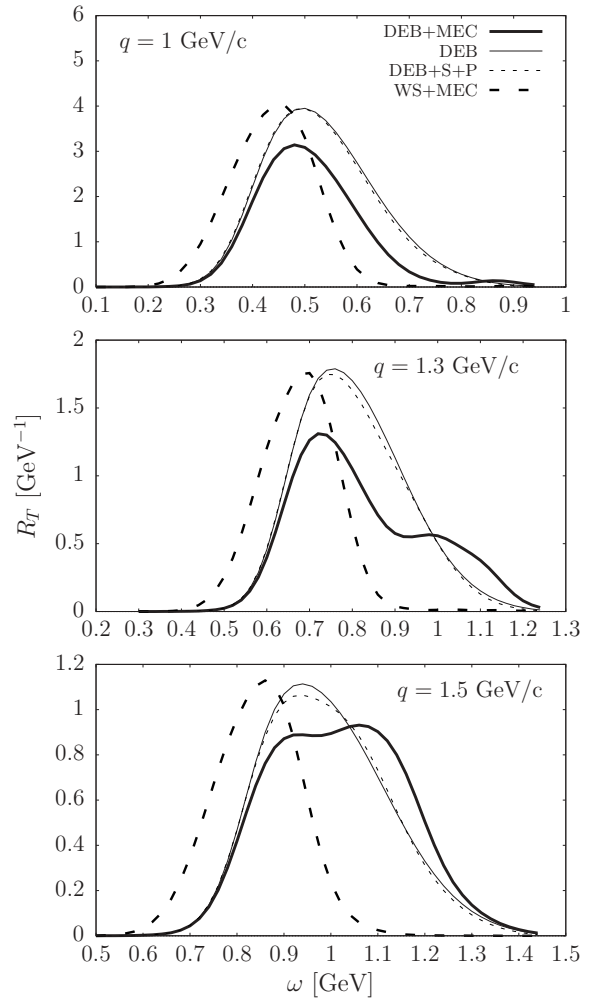 6
5
4
3
2
1
0
q = 1 GeV/c
DEB+MEC
DEB
DEB+S+P
WS+MEC
0.1 0.2 0.3 0.4 0.5 0.6 0.7 0.8 0.9 1
2
1.5
1
0.5
0
q = 1.3 GeV/c
R_T [GeV⁻¹]
0.2 0.3 0.4 0.5 0.6 0.7 0.8 0.9 1 1.1 1.2 1.3
1.2
1
0.8
0.6
0.4
0.2
0
q = 1.5 GeV/c
0.5 0.6 0.7 0.8 0.9 1 1.1 1.2 1.3 1.4 1.5
ω [GeV]